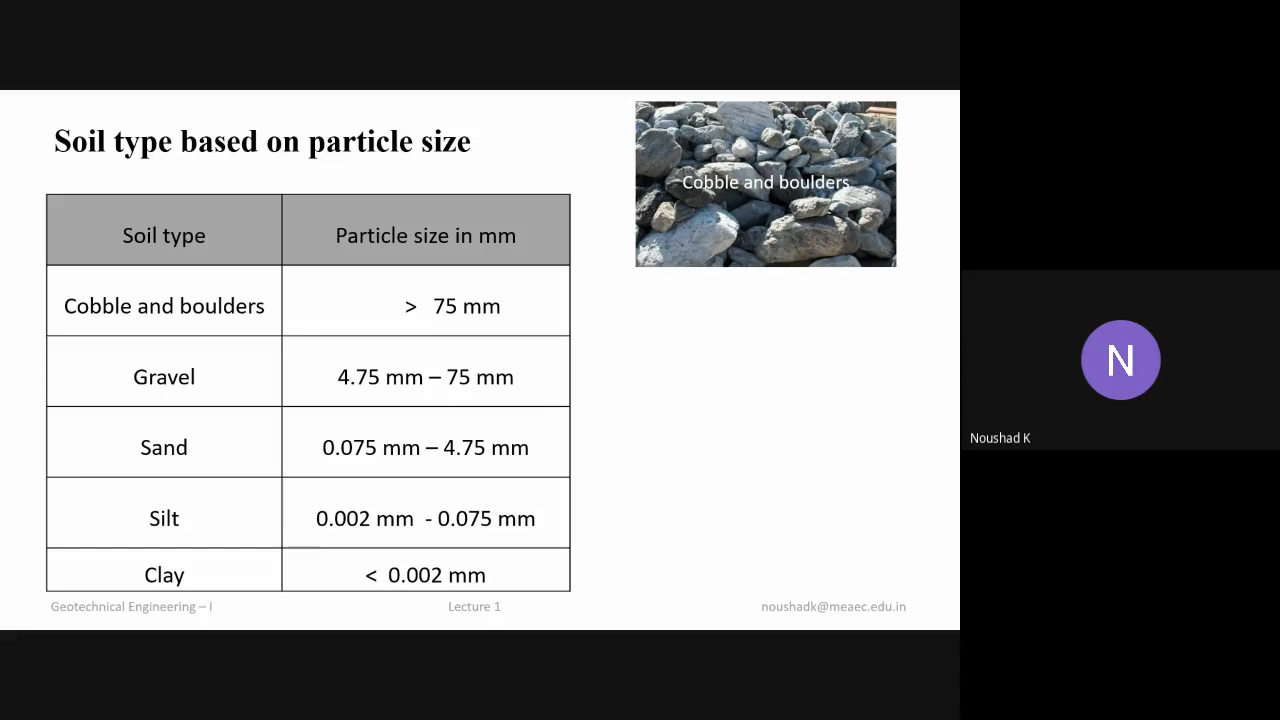 Soil type based on particle size
Cobble and boulders
Soil type Particle size in mm
Cobble and boulders > 75 mm
Gravel 4.75 mm – 75 mm
Sand 0.075 mm – 4.75 mm
Silt 0.002 mm - 0.075 mm
Clay < 0.002 mm
Geotechnical Engineering – I Lecture 1 noushadk@meaec.edu.in
N
Noushad K